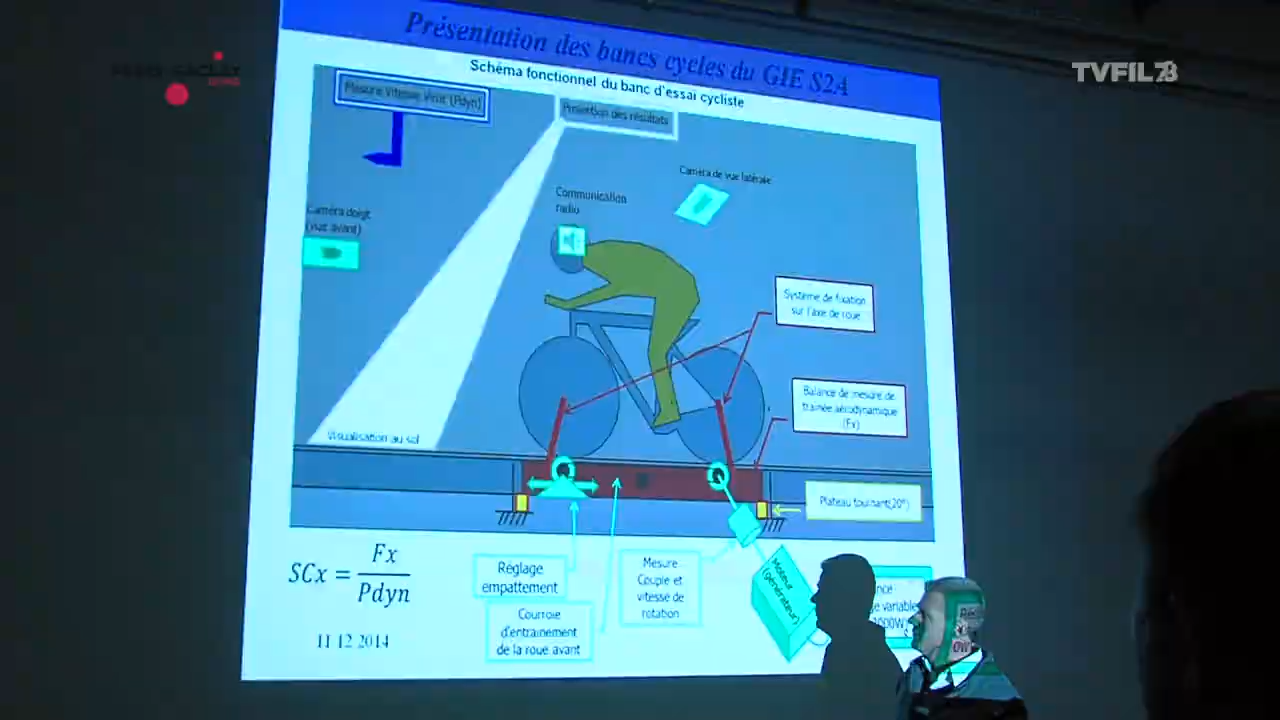 TVFIL78
Présentation des bancs cycles du GIE S2A
Schéma fonctionnel du banc d'essai cycliste
Mesure vitesse vent (Pdyn)
Projection des résultats
Caméra de vue latérale
Communication
radio
Caméra doigt
(vue avant)
Système de fixation
sur l'axe de roue
Balance de mesure de
trainée aérodynamique
(Fx)
Visualisation au sol
Plateau tournant(20°)
SCx = Fx
Pdyn
Réglage
empattement
Mesure
Couple et
vitesse de
rotation
Moteur
(générateur)
Courroie
d'entrainement
de la roue avant
variable
11 12 2014